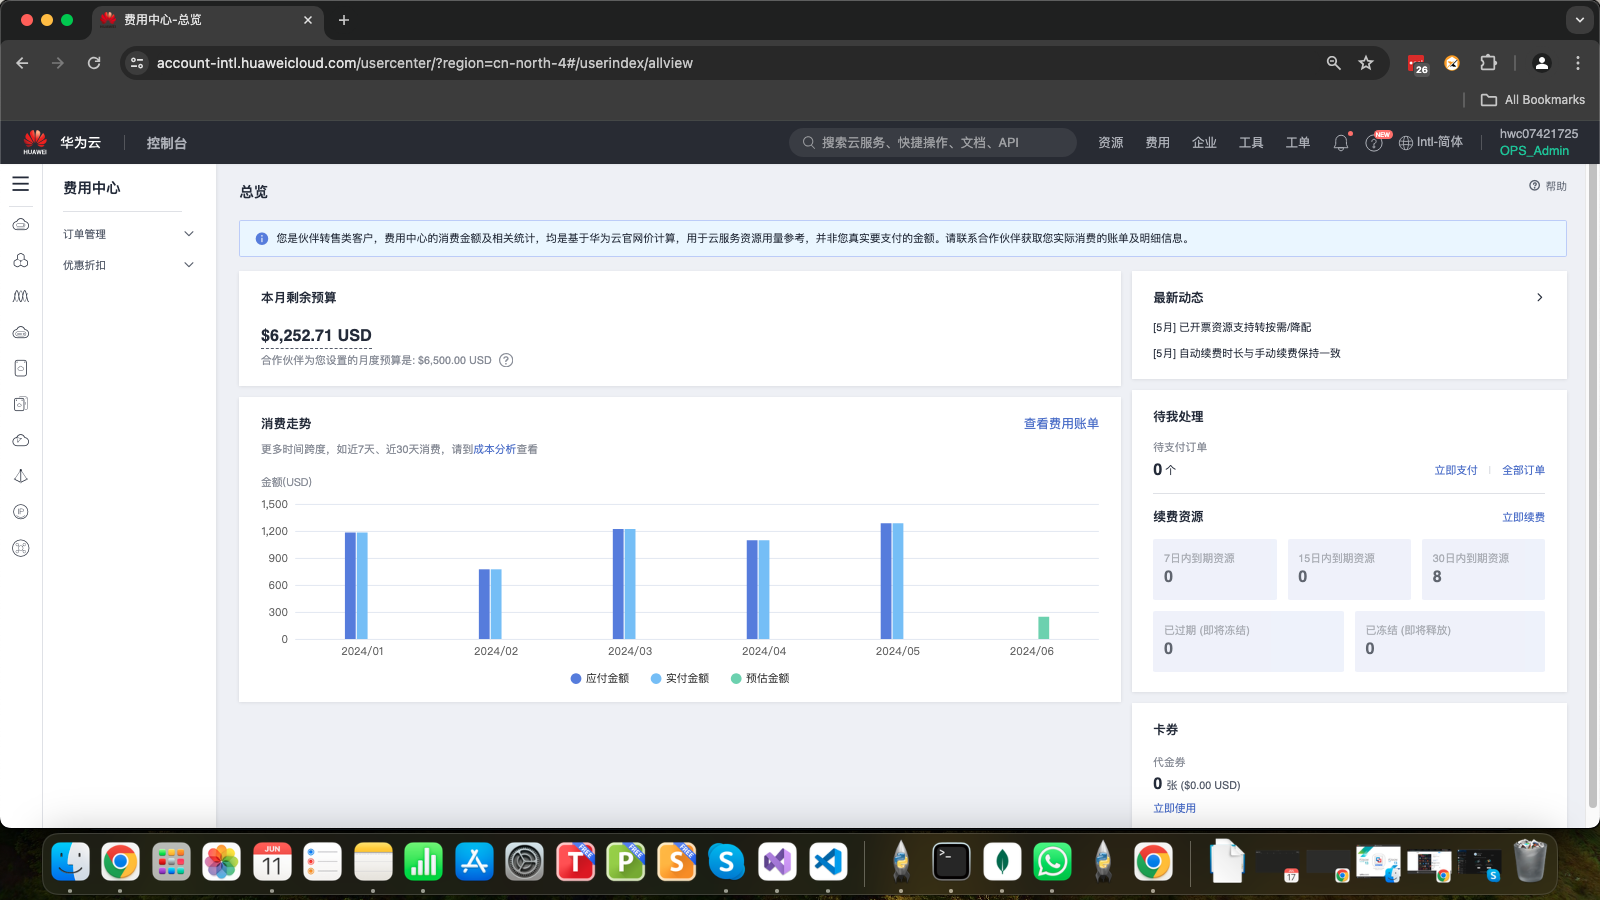 费用中心-总览
account-intl.huaweicloud.com/usercenter/?region=cn-north-4#/userindex/allview
26
All Bookmarks
HUAWEI
华为云
控制台
搜索云服务、快捷操作、文档、API
资源
费用
企业
工具
工单
NEW
Intl-简体
hwc07421725
OPS_Admin
费用中心
订单管理
优惠折扣
总览
帮助
您是伙伴转售类客户，费用中心的消费金额及相关统计，均是基于华为云官网价计算，用于云服务资源用量参考，并非您真实要支付的金额。请联系合作伙伴获取您实际消费的账单及明细信息。
本月剩余预算
$6,252.71 USD
合作伙伴为您设置的月度预算是: $6,500.00 USD
最新动态
[5月] 已开票资源支持转按需/降配
[5月] 自动续费时长与手动续费保持一致
消费走势
查看费用账单
更多时间跨度，如近7天、近30天消费，请到成本分析查看
金额(USD)
1,500
1,200
900
600
300
0
2024/01
2024/02
2024/03
2024/04
2024/05
2024/06
应付金额
实付金额
预估金额
待我处理
待支付订单
0 个
立即支付
全部订单
续费资源
立即续费
7日内到期资源
0
15日内到期资源
0
30日内到期资源
8
已过期 (即将冻结)
0
已冻结 (即将释放)
0
卡券
代金券
0 张 ($0.00 USD)
立即使用
IP
JUN
11
T
FREE
P
FREE
S
FREE
S
>_
17
S